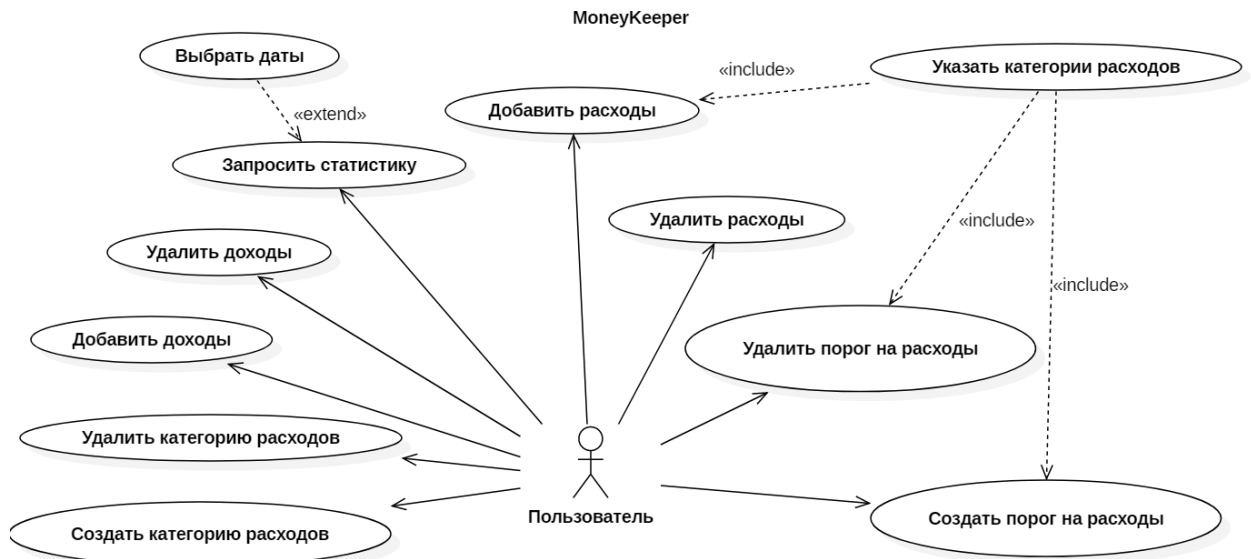 MoneyKeeper
Выбрать даты
Указать категории расходов
«include»
Добавить расходы
«extend»
Запросить статистику
Удалить расходы
«include»
Удалить доходы
«include»
Добавить доходы
Удалить порог на расходы
Удалить категорию расходов
Пользователь
Создать порог на расходы
Создать категорию расходов